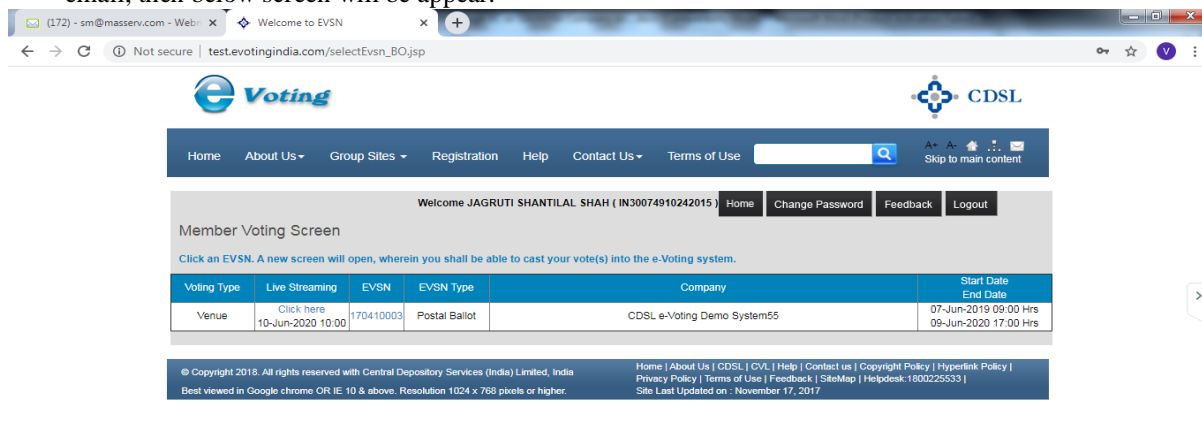 email, then below screen will be appear.
(172) - sm@masserv.com - Web
Welcome to EVSN
Not secure | test.evotingindia.com/selectEvsn_BO.jsp
V
e Voting
CDSL
Home About Us Group Sites Registration Help Contact Us Terms of Use
A+ A-
Skip to main content
Welcome JAGRUTI SHANTILAL SHAH ( IN30074910242015 ) Home Change Password Feedback Logout
Member Voting Screen
Click an EVSN. A new screen will open, wherein you shall be able to cast your vote(s) into the e-Voting system.
Voting Type Live Streaming EVSN EVSN Type Company Start Date
End Date
Venue Click here 170410003 Postal Ballot CDSL e-Voting Demo System55 07-Jun-2019 09:00 Hrs
10-Jun-2020 10:00 09-Jun-2020 17:00 Hrs
© Copyright 2018. All rights reserved with Central Depository Services (India) Limited, India
Best viewed in Google chrome OR IE 10 & above. Resolution 1024 x 768 pixels or higher.
Home | About Us | CDSL | CVL | Help | Contact us | Copyright Policy | Hyperlink Policy |
Privacy Policy | Terms of Use | Feedback | SiteMap | Helpdesk:1800225533 |
Site Last Updated on : November 17, 2017